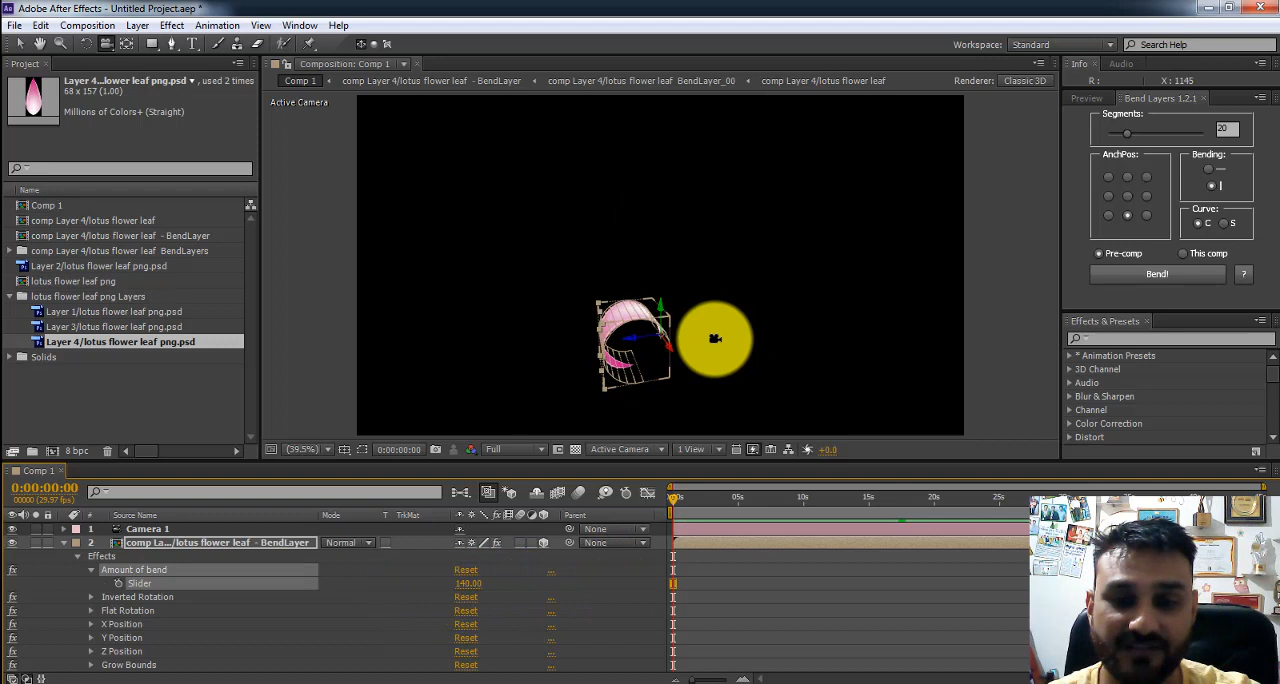 Adobe After Effects - Untitled Project.aep *
File Edit Composition Layer Effect Animation View Window Help
Workspace: Standard Search Help
Project
Layer 4...lower leaf png.psd ▾, used 2 times
68 x 157 (1.00)
Millions of Colors+ (Straight)
Name
Comp 1
comp Layer 4/lotus flower leaf
comp Layer 4/lotus flower leaf - BendLayer
comp Layer 4/lotus flower leaf BendLayers
Layer 2/lotus flower leaf png.psd
lotus flower leaf png
lotus flower leaf png Layers
Layer 1/lotus flower leaf png.psd
Layer 3/lotus flower leaf png.psd
Layer 4/lotus flower leaf png.psd
Solids
8 bpc
Composition: Comp 1
Comp 1 comp Layer 4/lotus flower leaf - BendLayer comp Layer 4/lotus flower leaf BendLayer_00 comp Layer 4/lotus flower leaf Renderer: Classic 3D
Active Camera
(39.5%) 0:00:00:00 Full Active Camera 1 View +0.0
Info Audio
R : X : 1145
Preview Bend Layers 1.2.1
Segments:
20
AnchPos: Bending:
Curve:
C S
Pre-comp This comp
Bend! ?
Effects & Presets
* Animation Presets
3D Channel
Audio
Blur & Sharpen
Channel
Color Correction
Distort
Comp 1
0:00:00:00
00000 (29.97 fps)
# Source Name Mode T TrkMat Parent
1 Camera 1 None
2 comp La.../lotus flower leaf - BendLayer Normal None
Effects
Amount of bend Reset
Slider 140.00
Inverted Rotation Reset
Flat Rotation Reset
X Position Reset
Y Position Reset
Z Position Reset
Grow Bounds Reset
05s 10s 15s 20s 25s